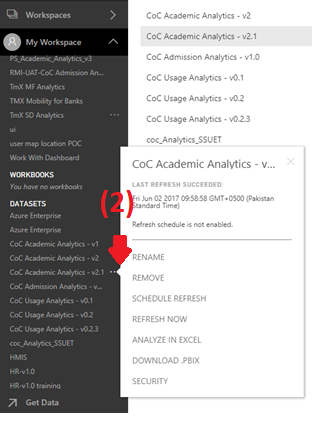 Workspaces
My Workspace
PS_Academic_Analytics_v3
RMI-UAT-CoC Admission An...
TmX MF Analytics
TMX Mobility for Banks
TmX SD Analytics
ui
user map location POC
Work With Dashboard
WORKBOOKS
You have no workbooks
DATASETS
Azure Enterprise
Azure Enterprise
CoC Academic Analytics - v1
CoC Academic Analytics - v2
CoC Academic Analytics - v2.1
CoC Admission Analytics - v...
CoC Usage Analytics - v0.1
CoC Usage Analytics - v0.2
CoC Usage Analytics - v0.2.3
coc_Analytics_SSUET
HMIS
HR-v1.0
HR-v1.0 training
Get Data
CoC Academic Analytics - v2
CoC Academic Analytics - v2.1
CoC Admission Analytics - v1.0
CoC Usage Analytics - v0.1
CoC Usage Analytics - v0.2
CoC Usage Analytics - v0.2.3
coc_Analytics_SSUET
(2)
CoC Academic Analytics - v...
LAST REFRESH SUCCEEDED:
Fri Jun 02 2017 09:58:58 GMT+0500 (Pakistan
Standard Time)
Refresh schedule is not enabled.
RENAME
REMOVE
SCHEDULE REFRESH
REFRESH NOW
ANALYZE IN EXCEL
DOWNLOAD .PBIX
SECURITY